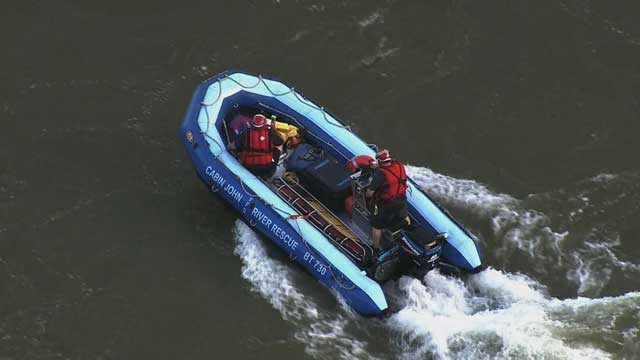 CABIN JOHN RIVER RESCUE BT 730